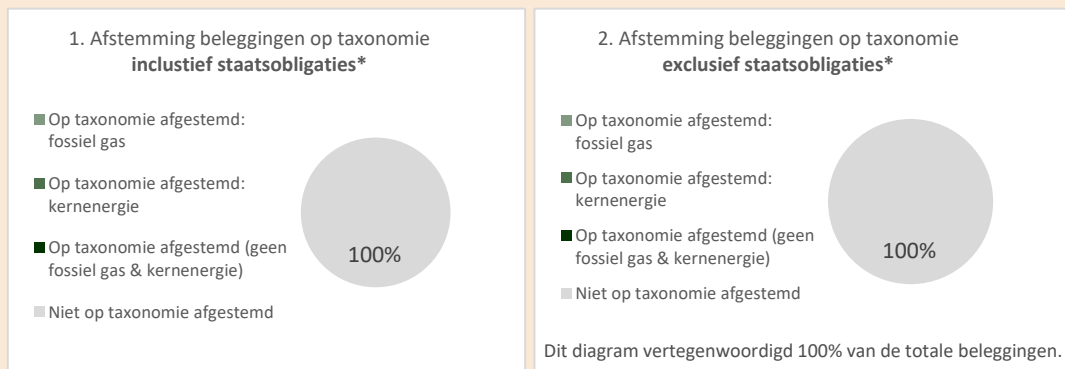 1. Afstemming beleggingen op taxonomie
inclustief staatsobligaties*
Op taxonomie afgestemd:
fossiel gas
Op taxonomie afgestemd:
kernenergie
Op taxonomie afgestemd (geen
fossiel gas & kernenergie)
Niet op taxonomie afgestemd
100%
2. Afstemming beleggingen op taxonomie
exclusief staatsobligaties*
Op taxonomie afgestemd:
fossiel gas
Op taxonomie afgestemd:
kernenergie
Op taxonomie afgestemd (geen
fossiel gas & kernenergie)
Niet op taxonomie afgestemd
100%
Dit diagram vertegenwoordigd 100% van de totale beleggingen.